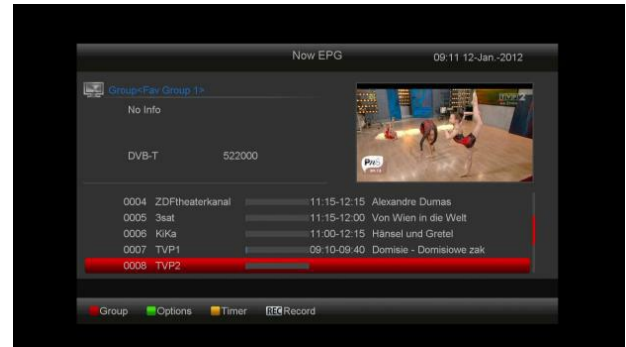 Now EPG 09:11 12-Jan.-2012
Group<Fav Group 1>
No Info
DVB-T 522000
0004 ZDFtheaterkanal 11:15-12:15 Alexandre Dumas
0005 3sat 11:15-12:00 Von Wien in die Welt
0006 KiKa 11:00-12:15 Hänsel und Gretel
0007 TVP1 09:10-09:40 Domisie - Domisiowe zak
0008 TVP2
Group Options Timer REC Record